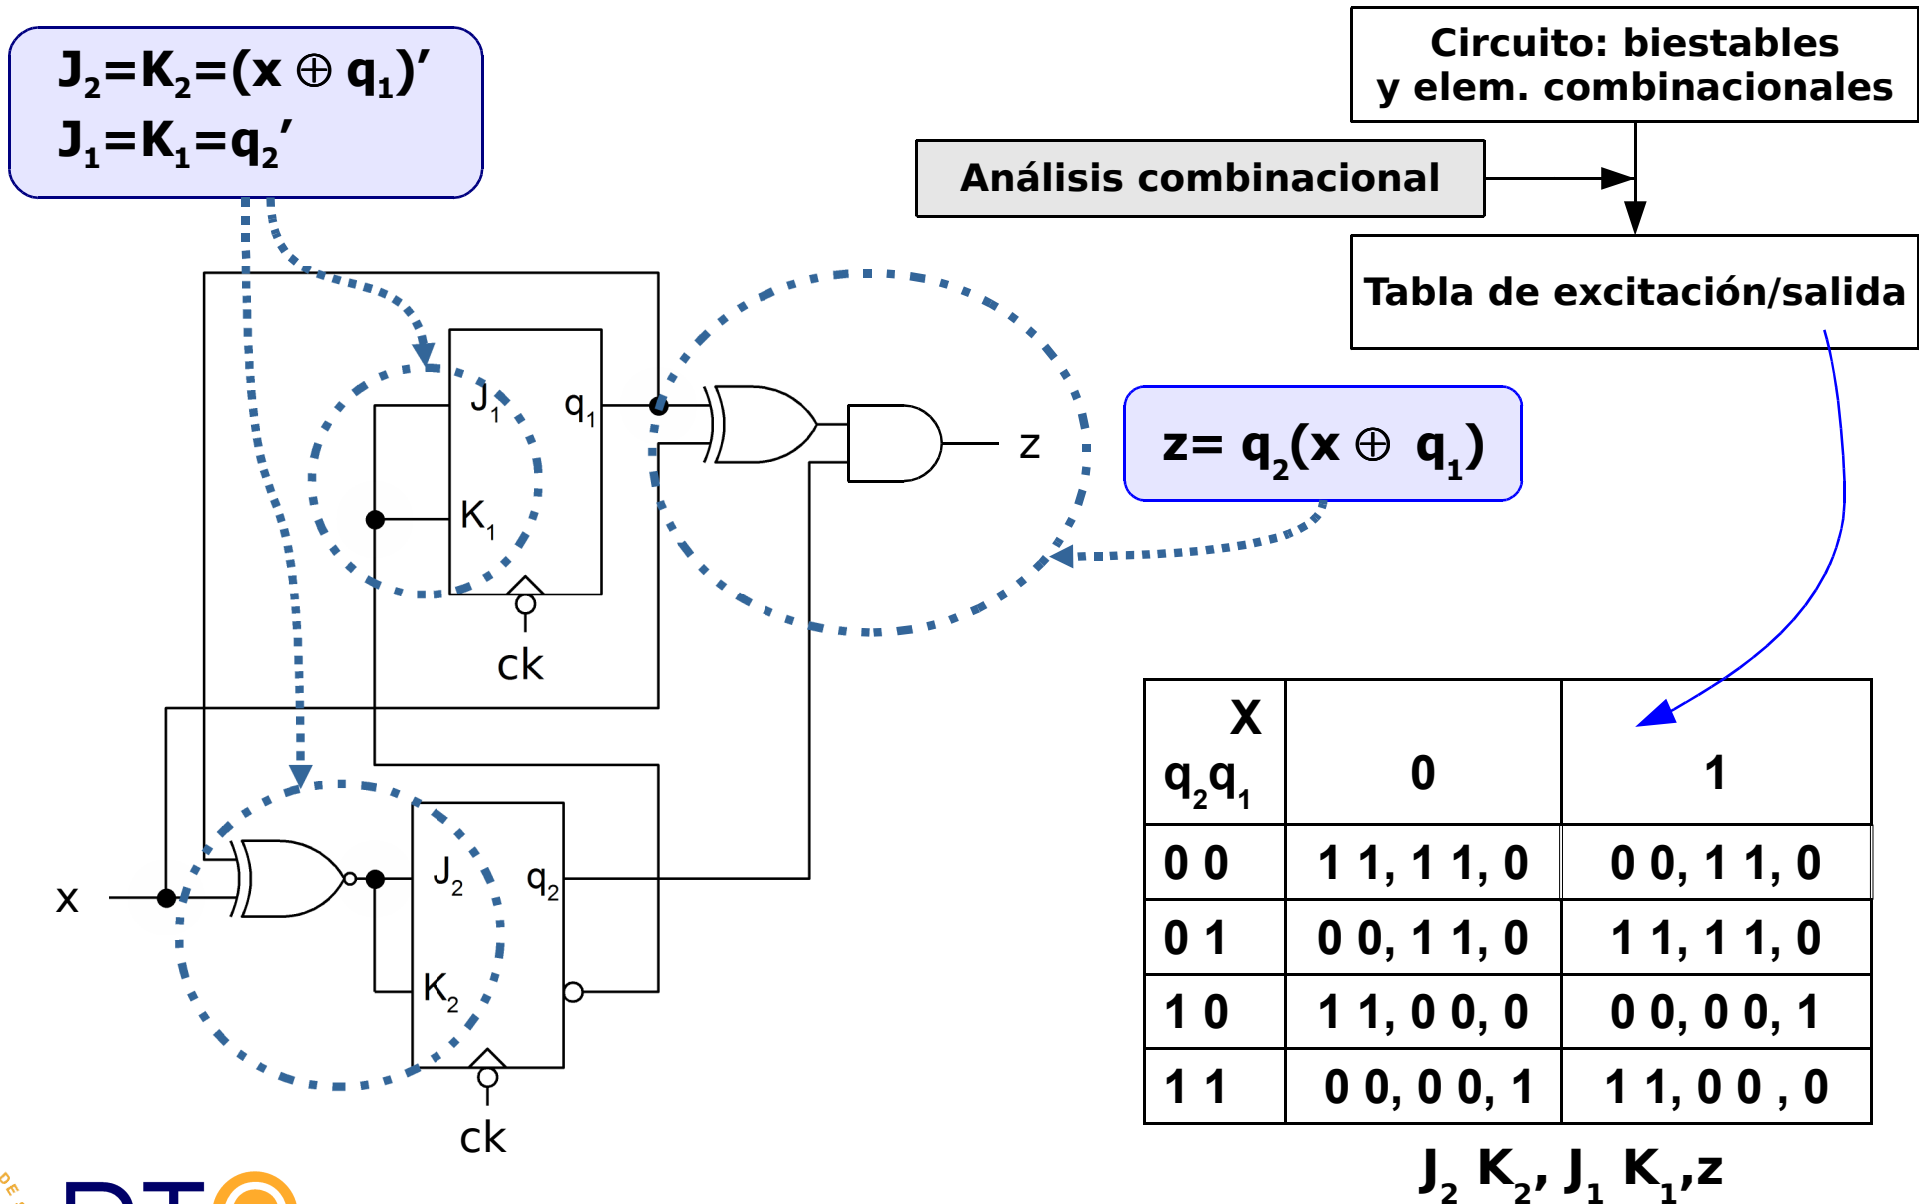 J₂=K₂=(x ⊕ q₁)’
J₁=K₁=q₂’
Circuito: biestables
y elem. combinacionales
Análisis combinacional
Tabla de excitación/salida
J₁
q₁
K₁
ck
z
z= q₂(x ⊕ q₁)
x
J₂
q₂
K₂
ck
X
q₂q₁ 0 1
0 0 1 1, 1 1, 0 0 0, 1 1, 0
0 1 0 0, 1 1, 0 1 1, 1 1, 0
1 0 1 1, 0 0, 0 0 0, 0 0, 1
1 1 0 0, 0 0, 1 1 1, 0 0 , 0
J₂ K₂, J₁ K₁,z